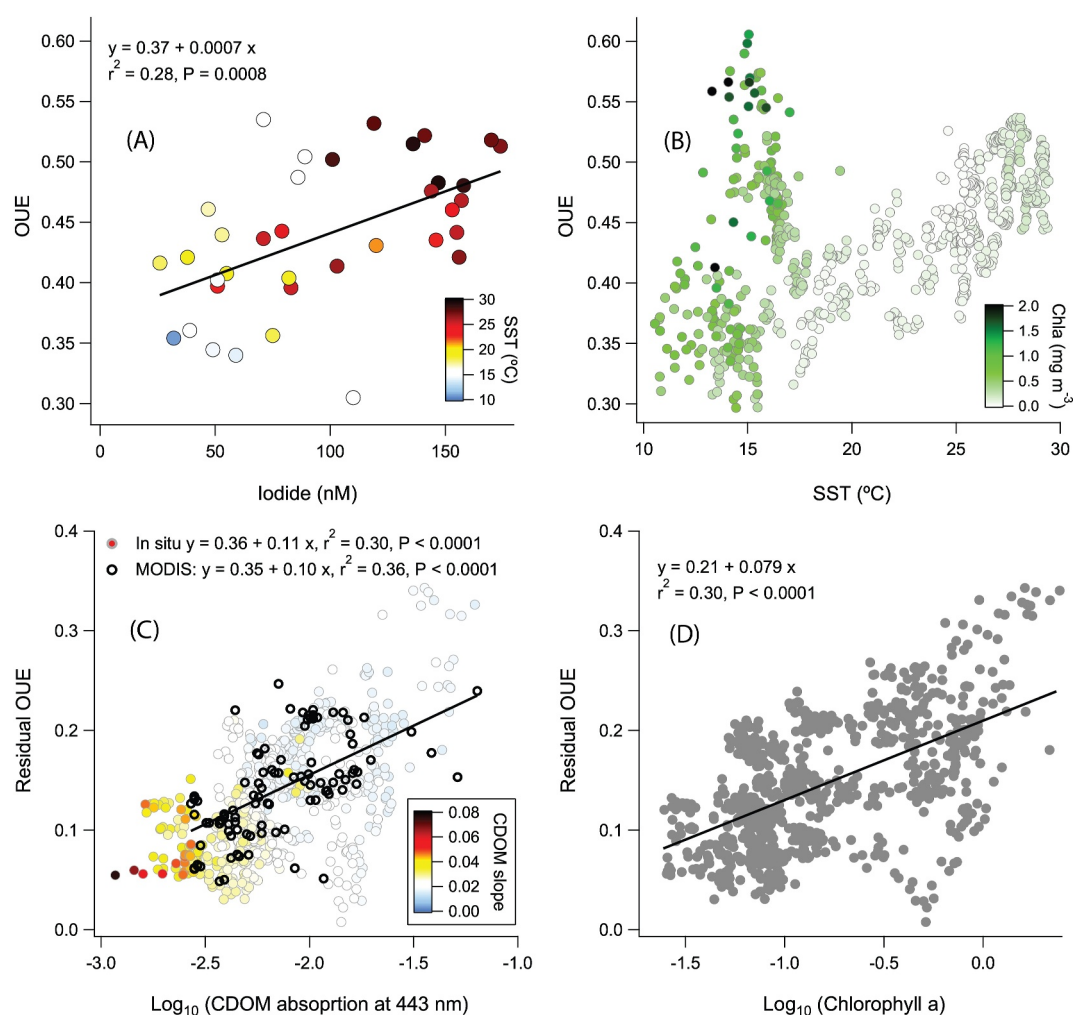 y = 0.37 + 0.0007 x
r² = 0.28, P = 0.0008
(A)
OUE
0.60
0.55
0.50
0.45
0.40
0.35
0.30
30
25
20
15
10
SST (ºC)
0 50 100 150
Iodide (nM)
(B)
OUE
0.60
0.55
0.50
0.45
0.40
0.35
0.30
2.0
1.5
1.0
0.5
0.0
Chla (mg m⁻³)
10 15 20 25 30
SST (ºC)
In situ y = 0.36 + 0.11 x, r² = 0.30, P < 0.0001
MODIS: y = 0.35 + 0.10 x, r² = 0.36, P < 0.0001
(C)
Residual OUE
0.4
0.3
0.2
0.1
0.0
0.08
0.06
0.04
0.02
0.00
CDOM slope
-3.0 -2.5 -2.0 -1.5 -1.0
Log₁₀ (CDOM absoprtion at 443 nm)
y = 0.21 + 0.079 x
r² = 0.30, P < 0.0001
(D)
Residual OUE
0.4
0.3
0.2
0.1
0.0
-1.5 -1.0 -0.5 0.0
Log₁₀ (Chlorophyll a)